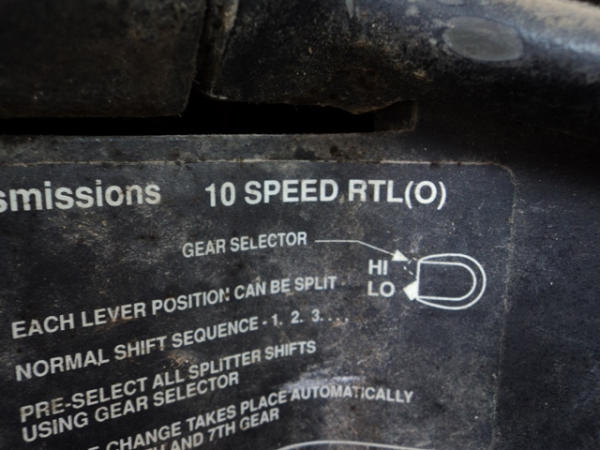 smissions 10 SPEED RTL(O)
GEAR SELECTOR
HI
LO
EACH LEVER POSITION CAN BE SPLIT
NORMAL SHIFT SEQUENCE - 1, 2, 3....
PRE-SELECT ALL SPLITTER SHIFTS
USING GEAR SELECTOR
CHANGE TAKES PLACE AUTOMATICALLY
AND 7TH GEAR